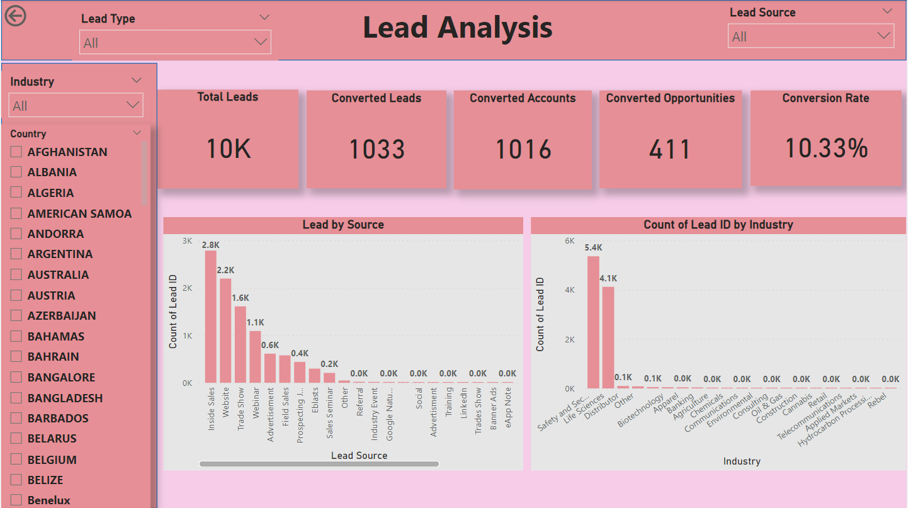 Lead Type
All
Lead Analysis
Lead Source
All
Industry
All
Country
AFGHANISTAN
ALBANIA
ALGERIA
AMERICAN SAMOA
ANDORRA
ARGENTINA
AUSTRALIA
AUSTRIA
AZERBAIJAN
BAHAMAS
BAHRAIN
BANGALORE
BANGLADESH
BARBADOS
BELARUS
BELGIUM
BELIZE
Benelux
Total Leads
10K
Converted Leads
1033
Converted Accounts
1016
Converted Opportunities
411
Conversion Rate
10.33%
Lead by Source
Count of Lead ID
3K
2K
1K
0K
2.8K
2.2K
1.6K
1.1K
0.6K
0.4K
0.2K
0.0K
0.0K
0.0K
0.0K
0.0K
Inside Sales
Website
Trade Show
Webinar
Advertisement
Field Sales
Prospecting J...
Eblasts
Sales Seminar
Other
Referral
Industry Event
Google Natu...
Social
Advertisment
Training
LinkedIn
Trades Show
Banner Ads
eApp Note
Lead Source
Count of Lead ID by Industry
Count of Lead ID
6K
4K
2K
0K
5.4K
4.1K
0.1K
0.1K
0.0K
0.0K
0.0K
0.0K
0.0K
0.0K
0.0K
0.0K
Safety and Sec...
Life Sciences
Distributor
Other
Biotechnology
Apparel
Banking
Agriculture
Chemicals
Communications
Environmental
Consulting
Oil & Gas
Construction
Cannabis
Retail
Telecommunications
Applied Markets
Hydrocarbon Processi...
Rebel
Industry